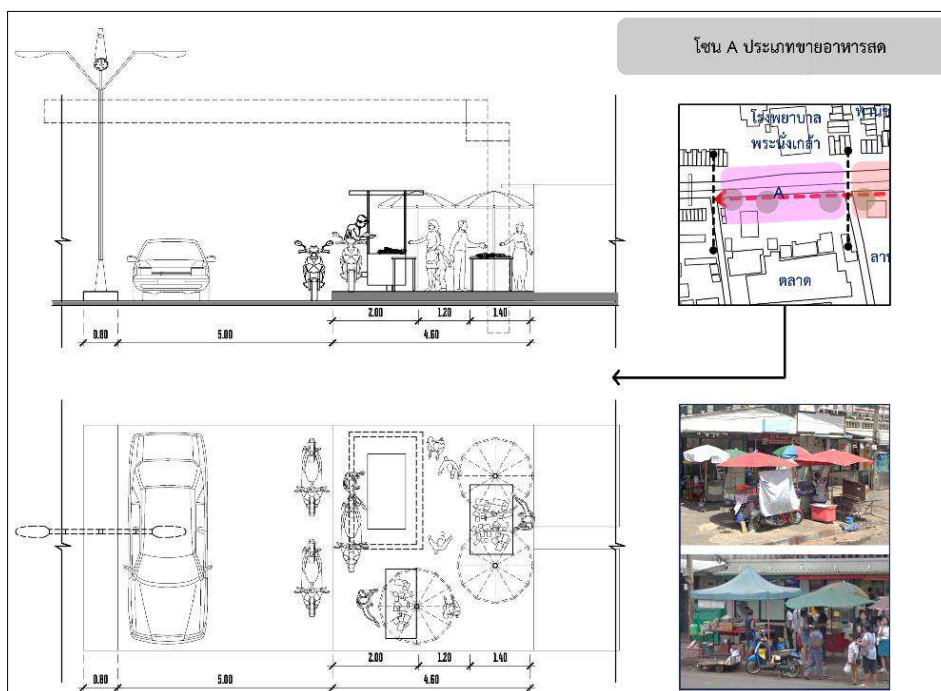 โซน A ประเภทขายอาหารสด
โรงพยาบาล
พระนั่งเกล้า
A
ตลาด
2.00 1.20 1.40
0.80 5.00 4.60
2.00 1.20 1.40
0.80 5.00 4.60